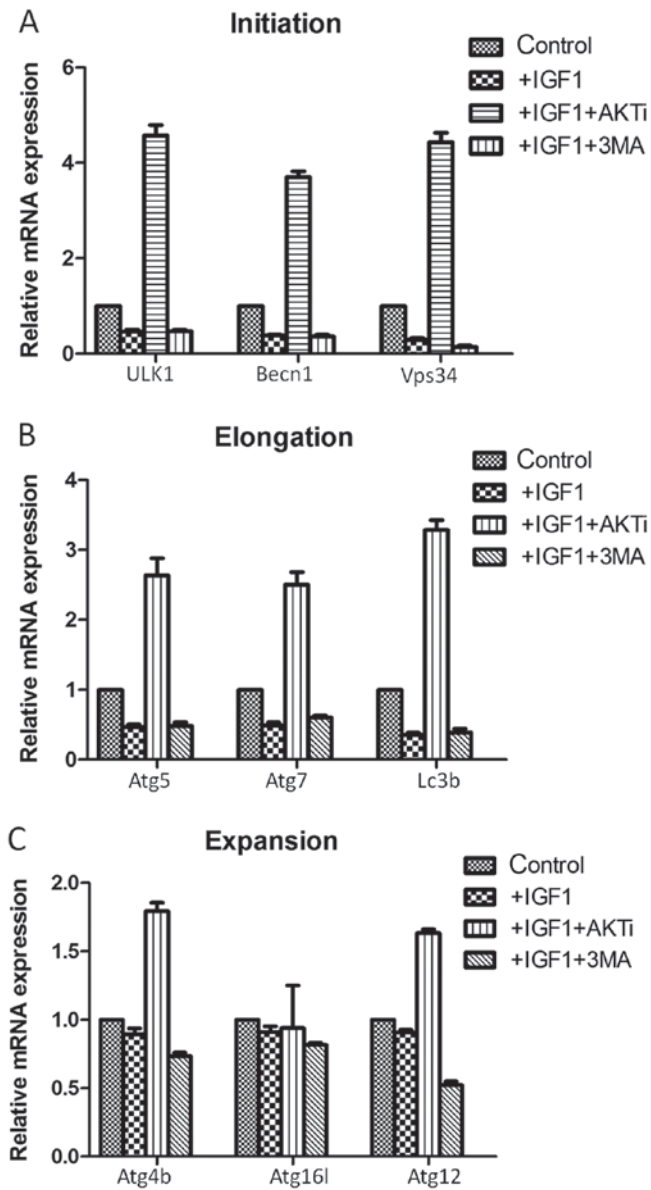 A
Initiation
Control
+IGF1
+IGF1+AKTi
+IGF1+3MA
Relative mRNA expression
6
4
2
0
ULK1 Becn1 Vps34
B
Elongation
Control
+IGF1
+IGF1+AKTi
+IGF1+3MA
Relative mRNA expression
4
3
2
1
0
Atg5 Atg7 Lc3b
C
Expansion
Control
+IGF1
+IGF1+AKTi
+IGF1+3MA
Relative mRNA expression
2.0
1.5
1.0
0.5
0.0
Atg4b Atg16l Atg12